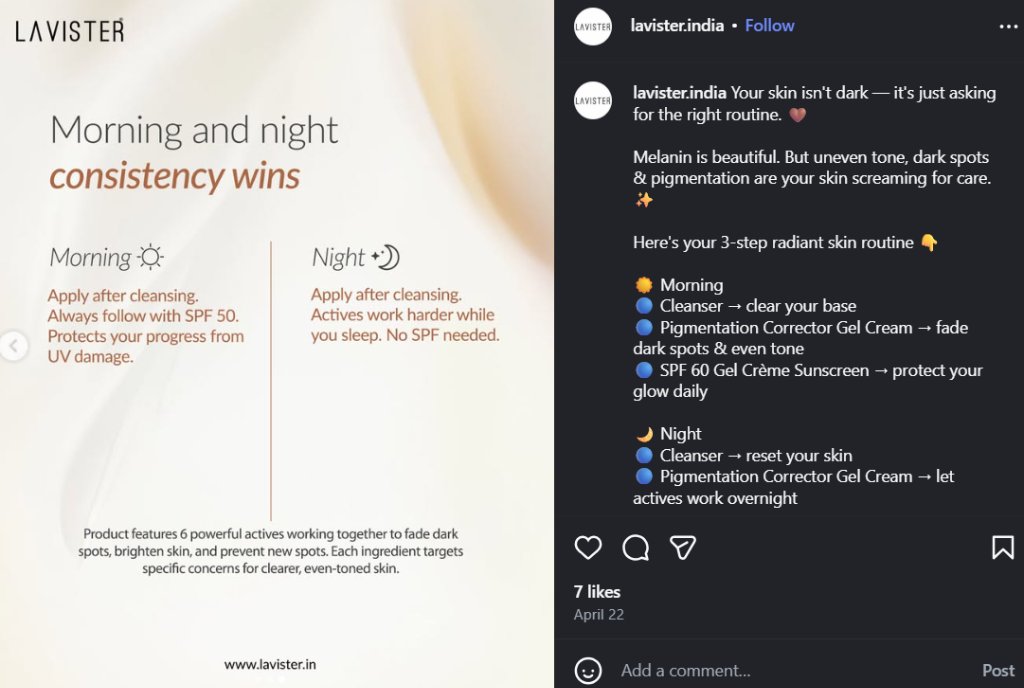 LAVISTER
Morning and night
consistency wins
Morning
Apply after cleansing.
Always follow with SPF 50.
Protects your progress from
UV damage.
Night
Apply after cleansing.
Actives work harder while
you sleep. No SPF needed.
Product features 6 powerful actives working together to fade dark
spots, brighten skin, and prevent new spots. Each ingredient targets
specific concerns for clearer, even-toned skin.
www.lavister.in
LAVISTER
lavister.india • Follow
LAVISTER
lavister.india Your skin isn't dark — it's just asking
for the right routine. 🤎
Melanin is beautiful. But uneven tone, dark spots
& pigmentation are your skin screaming for care.
✨
Here's your 3-step radiant skin routine 👇
🌞 Morning
🔵 Cleanser → clear your base
🔵 Pigmentation Corrector Gel Cream → fade
dark spots & even tone
🔵 SPF 60 Gel Crème Sunscreen → protect your
glow daily
🌙 Night
🔵 Cleanser → reset your skin
🔵 Pigmentation Corrector Gel Cream → let
actives work overnight
7 likes
April 22
Add a comment...
Post